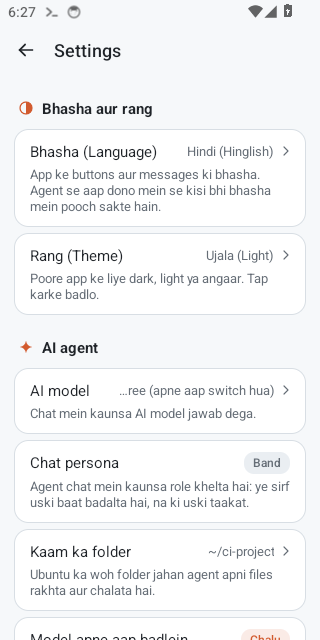 6:27
Settings
Bhasha aur rang
Bhasha (Language) Hindi (Hinglish)
App ke buttons aur messages ki bhasha.
Agent se aap dono mein se kisi bhi bhasha
mein pooch sakte hain.
Rang (Theme) Ujala (Light)
Poore app ke liye dark, light ya angaar. Tap
karke badlo.
AI agent
AI model ...ree (apne aap switch hua)
Chat mein kaunsa AI model jawab dega.
Chat persona Band
Agent chat mein kaunsa role khelta hai: ye sirf
uski baat badalta hai, na ki uski taakat.
Kaam ka folder ~/ci-project
Ubuntu ka woh folder jahan agent apni files
rakhta aur chalata hai.
Model apne aap badlein Chalu